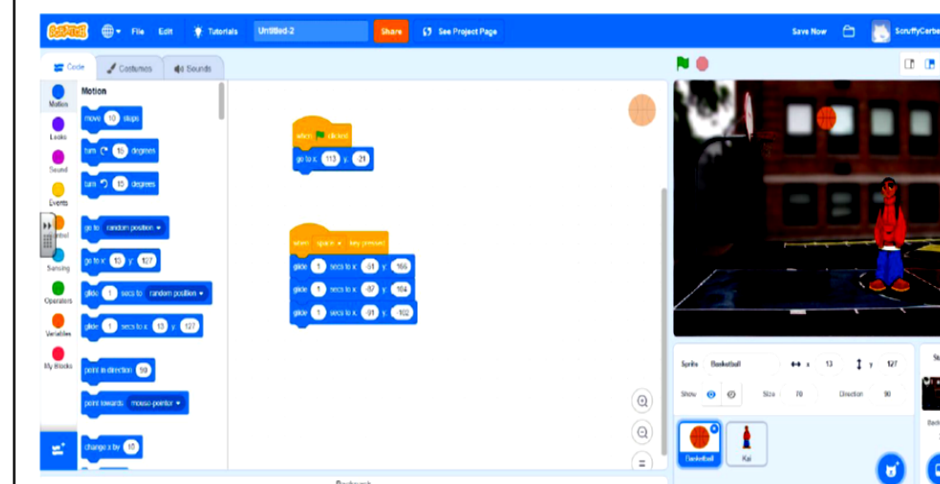 SCRATCH File Edit Tutorials Untitled-2 Share See Project Page Save Now
Code Costumes Sounds
Motion
Motion
move 10 steps
Looks
turn 15 degrees
Sound
turn 15 degrees
Events
go to random position
Sensing
go to x: 13 y: 127
Operators
glide 1 secs to random position
Variables
glide 1 secs to x: 13 y: 127
My Blocks
point in direction 90
point towards mouse-pointer
change x by 10
when clicked
go to x: 113 y: -21
when space key pressed
glide 1 secs to x: y: 166
glide 1 secs to x: y:
glide 1 secs to x: -91 y: -102
Sprite Basketball x 13 y 127
Show Size 70 Direction 90
Basketball
Kai